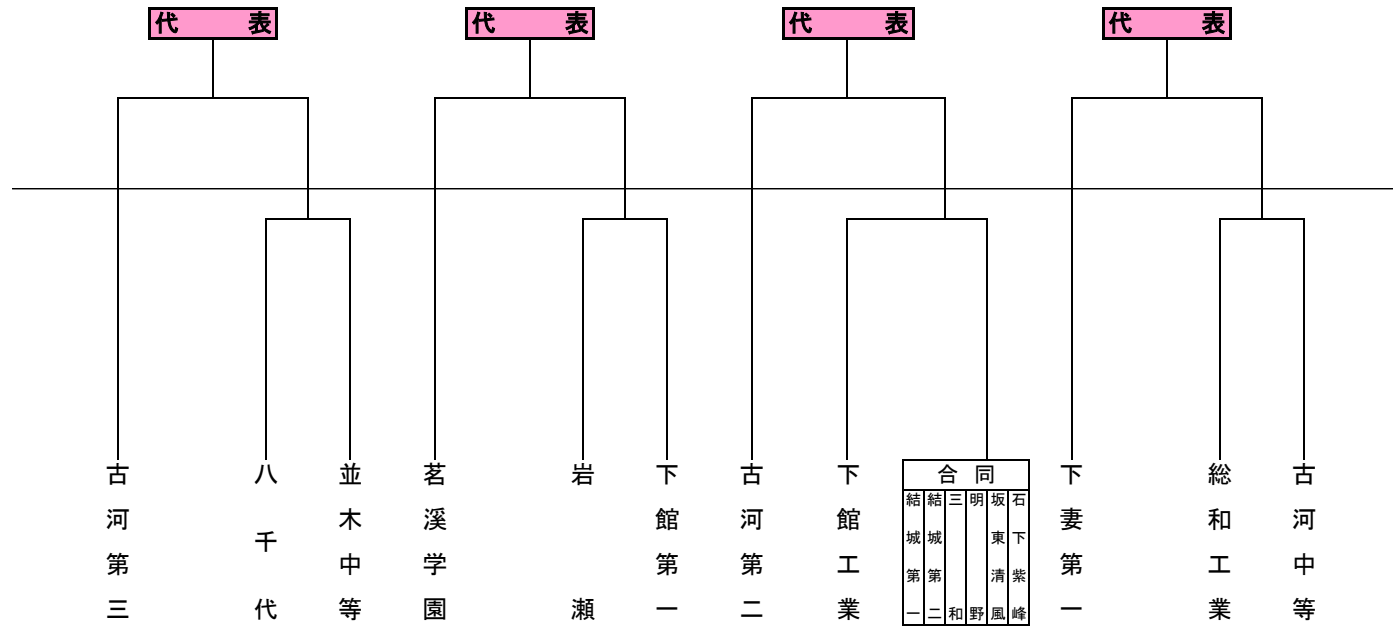 代表
代表
代表
代表
古河第三
八千代
並木中等
茗溪学園
岩瀬
下館第一
古河第二
下館工業
合同
結城第一
結城第二
三和
明野
坂東清風
石下紫峰
下妻第一
総和工業
古河中等